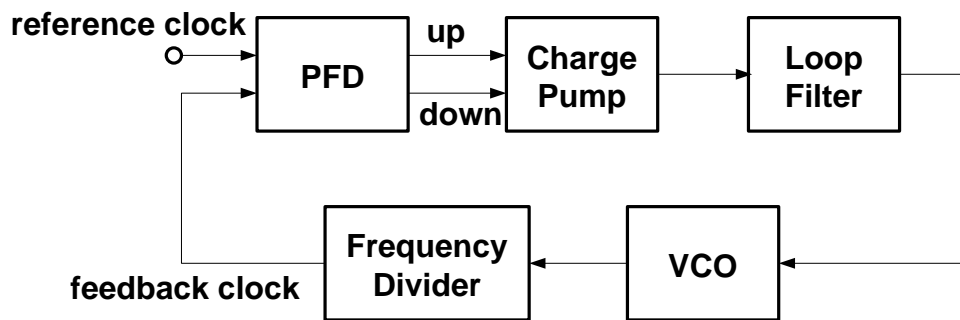 reference clock
PFD
up
down
Charge
Pump
Loop
Filter
feedback clock
Frequency
Divider
VCO